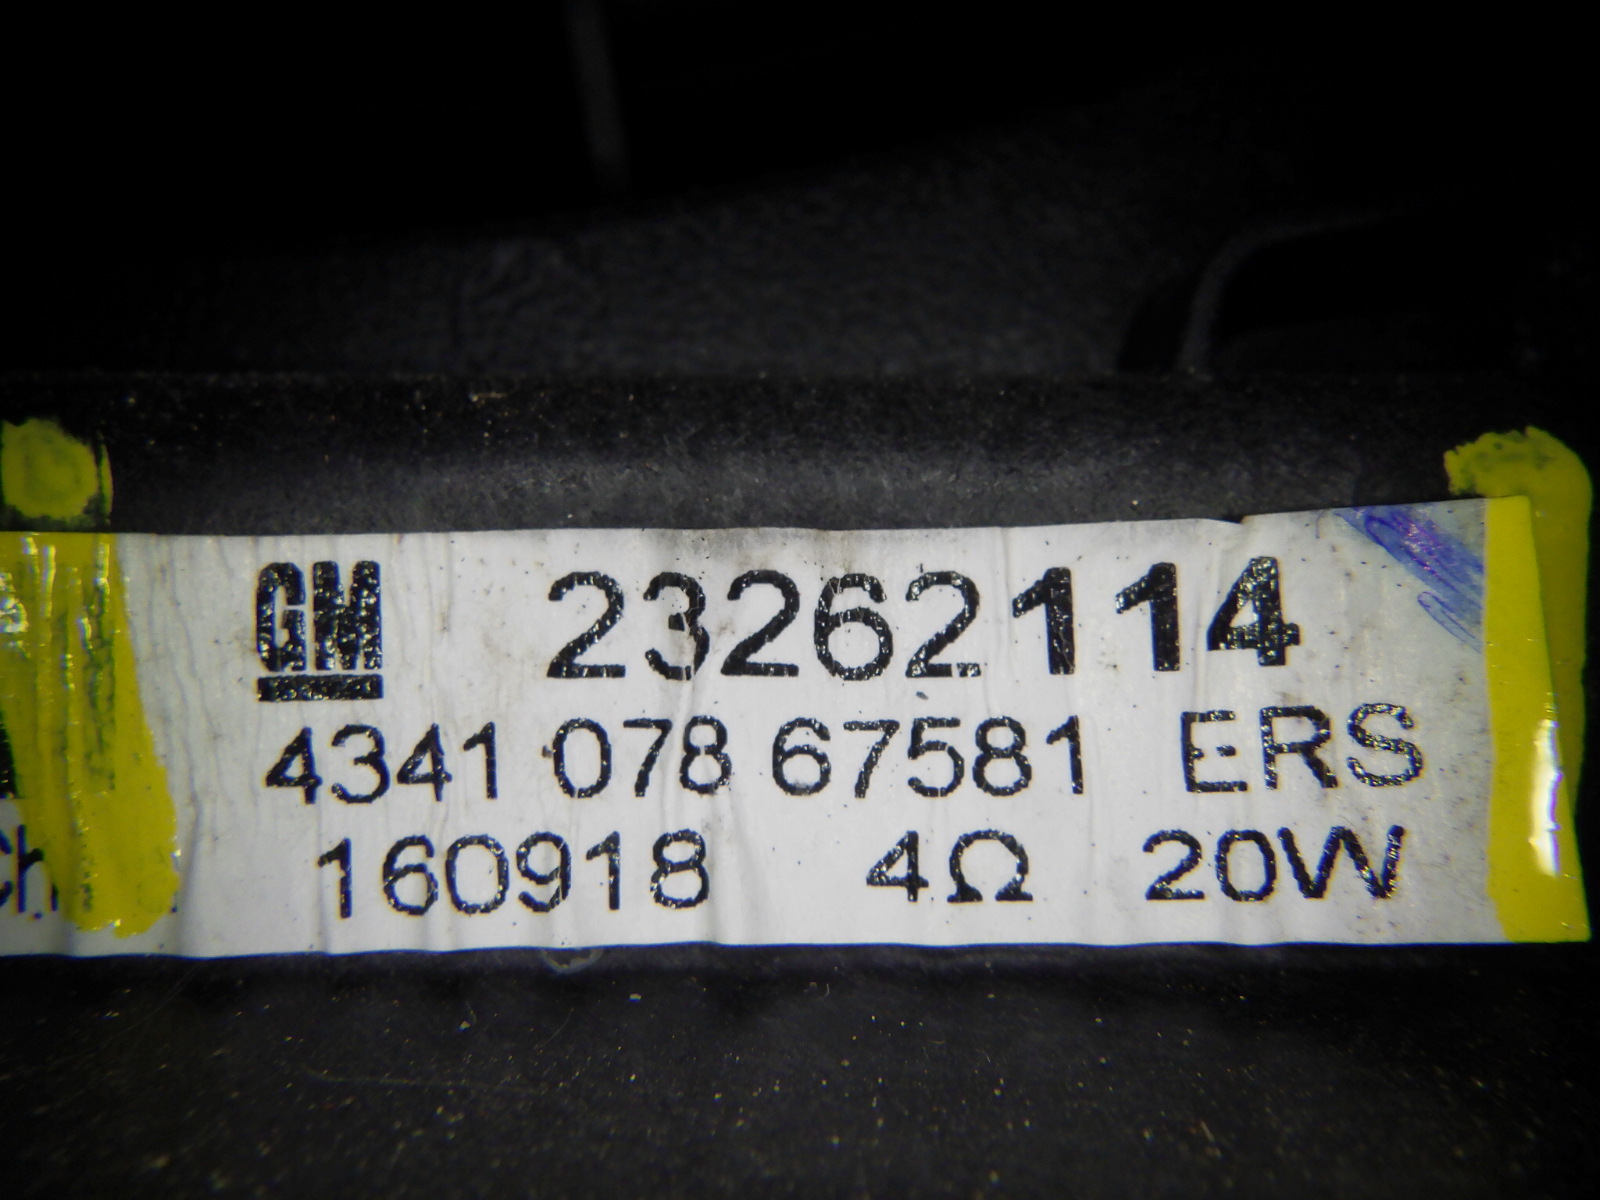 GM 23262114
4341 078 67581 ERS
160918 4Ω 20W